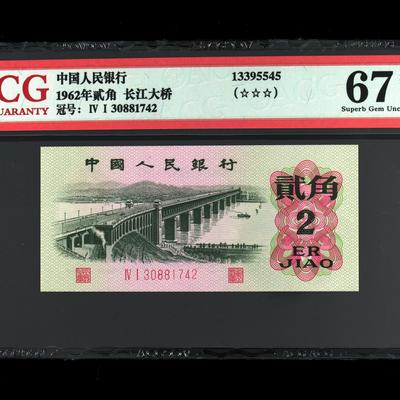 CG
UARANTY
中国人民银行
1962年贰角 长江大桥
冠号: IV I 30881742
13395545
(☆☆☆)
67
Superb Gem Unc
中國人民銀行
貳角
2
ER
JIAO
IV I 30881742